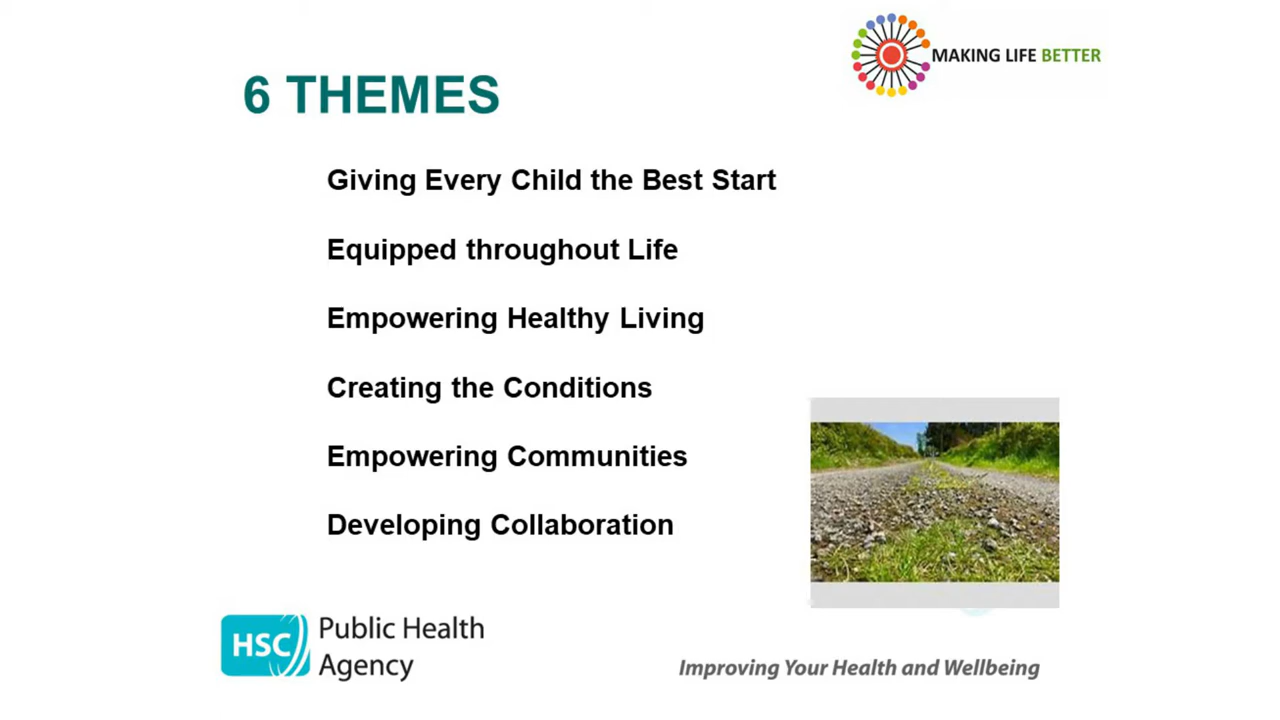 MAKING LIFE BETTER
6 THEMES
Giving Every Child the Best Start
Equipped throughout Life
Empowering Healthy Living
Creating the Conditions
Empowering Communities
Developing Collaboration
HSC Public Health
Agency
Improving Your Health and Wellbeing